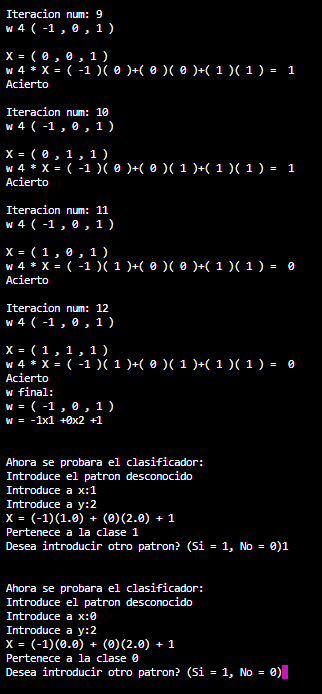 Iteracion num: 9
w 4 ( -1 , 0 , 1 )
X = ( 0 , 0 , 1 )
w 4 * X = ( -1 )( 0 )+( 0 )( 0 )+( 1 )( 1 ) =  1
Acierto
Iteracion num: 10
w 4 ( -1 , 0 , 1 )
X = ( 0 , 1 , 1 )
w 4 * X = ( -1 )( 0 )+( 0 )( 1 )+( 1 )( 1 ) =  1
Acierto
Iteracion num: 11
w 4 ( -1 , 0 , 1 )
X = ( 1 , 0 , 1 )
w 4 * X = ( -1 )( 1 )+( 0 )( 0 )+( 1 )( 1 ) =  0
Acierto
Iteracion num: 12
w 4 ( -1 , 0 , 1 )
X = ( 1 , 1 , 1 )
w 4 * X = ( -1 )( 1 )+( 0 )( 1 )+( 1 )( 1 ) =  0
Acierto
w final:
w = ( -1 , 0 , 1 )
w = -1x1 +0x2 +1
Ahora se probara el clasificador:
Introduce el patron desconocido
Introduce a x:1
Introduce a y:2
X = (-1)(1.0) + (0)(2.0) + 1
Pertenece a la clase 1
Desea introducir otro patron? (Si = 1, No = 0)1
Ahora se probara el clasificador:
Introduce el patron desconocido
Introduce a x:0
Introduce a y:2
X = (-1)(0.0) + (0)(2.0) + 1
Pertenece a la clase 0
Desea introducir otro patron? (Si = 1, No = 0)